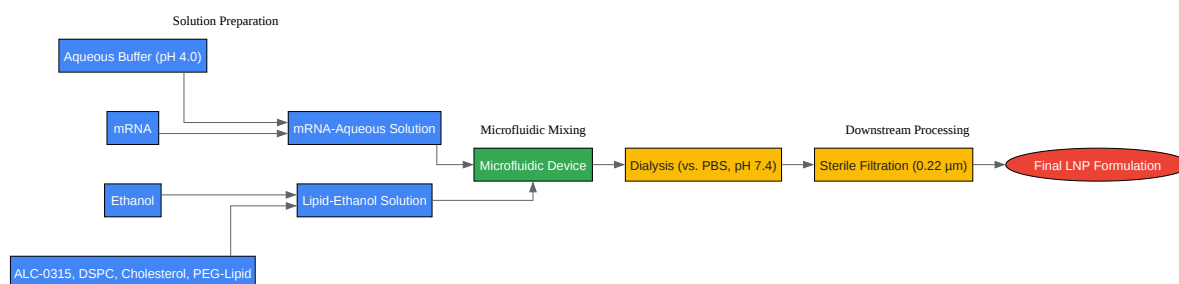 Solution Preparation
Aqueous Buffer (pH 4.0)
mRNA
mRNA-Aqueous Solution
Ethanol
Lipid-Ethanol Solution
ALC-0315, DSPC, Cholesterol, PEG-Lipid
Microfluidic Mixing
Microfluidic Device
Downstream Processing
Dialysis (vs. PBS, pH 7.4)
Sterile Filtration (0.22 µm)
Final LNP Formulation